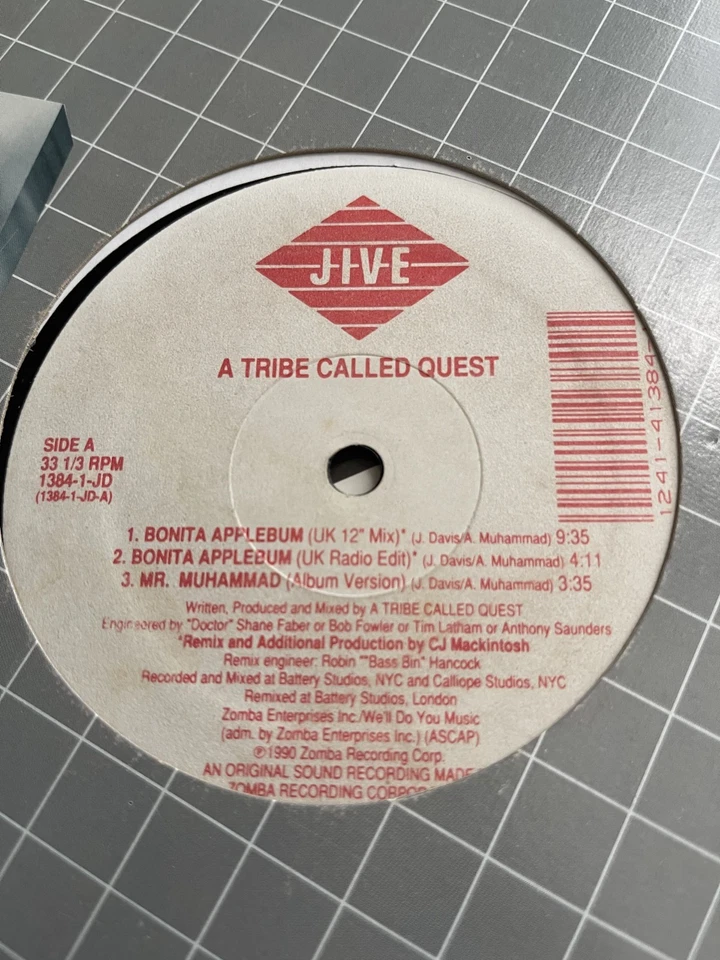 JIVE
A TRIBE CALLED QUEST
1241-41384-
SIDE A
33 1/3 RPM
1384-1-JD
(1384-1-JD-A)
1. BONITA APPLEBUM (UK 12" Mix)* (J. Davis/A. Muhammad) 9:35
2. BONITA APPLEBUM (UK Radio Edit)* (J. Davis/A. Muhammad) 4:11
3. MR. MUHAMMAD (Album Version) (J. Davis/A. Muhammad) 3:35
Written, Produced and Mixed by A TRIBE CALLED QUEST
Engineered by "Doctor" Shane Faber or Bob Fowler or Tim Latham or Anthony Saunders
*Remix and Additional Production by CJ Mackintosh
Remix engineer: Robin ""Bass Bin" Hancock
Recorded and Mixed at Battery Studios, NYC and Calliope Studios, NYC
Remixed at Battery Studios, London
Zomba Enterprises Inc./We'll Do You Music
(adm. by Zomba Enterprises Inc.) (ASCAP)
℗1990 Zomba Recording Corp.
AN ORIGINAL SOUND RECORDING MADE
ZOMBA RECORDING